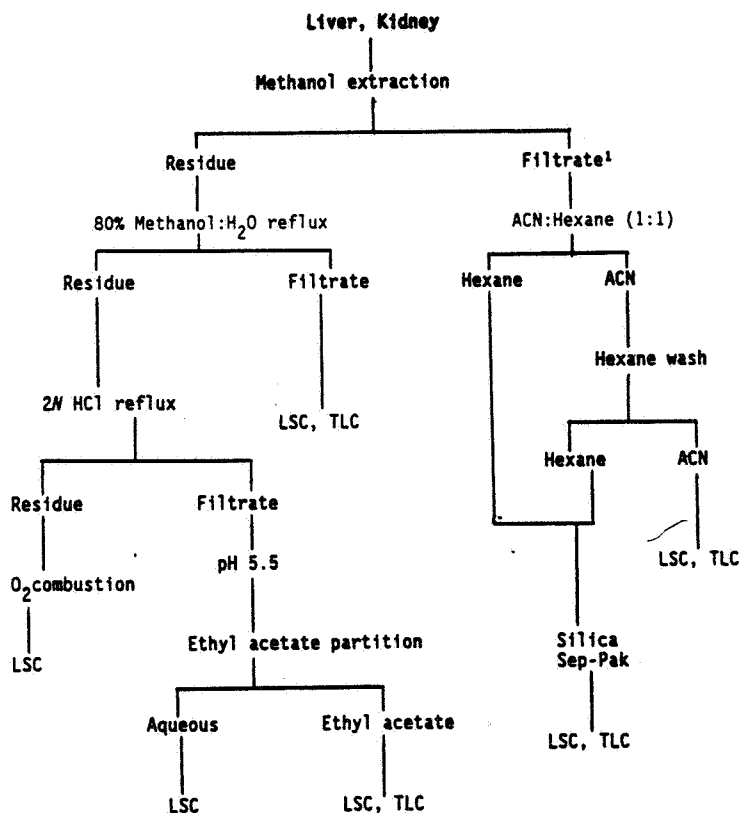 Liver, Kidney
Methanol extraction
Residue
Filtrate¹
80% Methanol:H₂O reflux
ACN:Hexane (1:1)
Residue
Filtrate
Hexane
ACN
Hexane wash
2N HCl reflux
LSC, TLC
Hexane
ACN
Residue
Filtrate
LSC, TLC
pH 5.5
O₂combustion
Ethyl acetate partition
Silica
Sep-Pak
LSC
Aqueous
Ethyl acetate
LSC, TLC
LSC
LSC, TLC